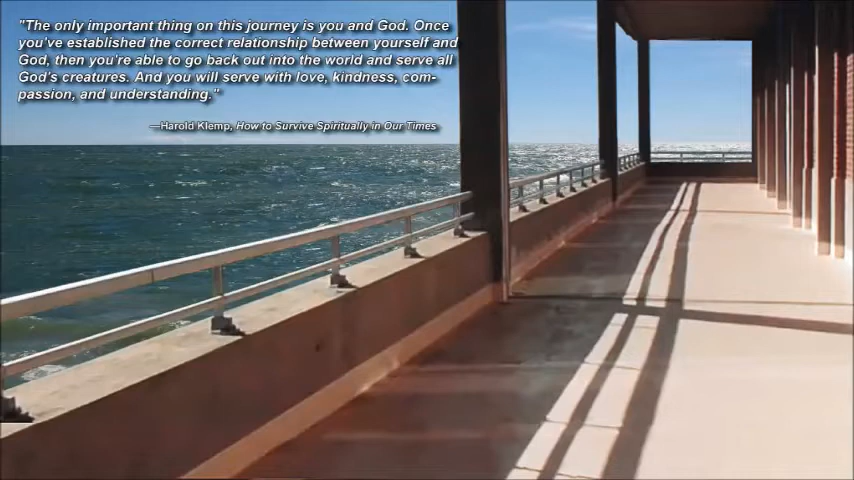 "The only important thing on this journey is you and God. Once
you've established the correct relationship between yourself and
God, then you're able to go back out into the world and serve all
God's creatures. And you will serve with love, kindness, com-
passion, and understanding."
—Harold Klemp, How to Survive Spiritually in Our Times